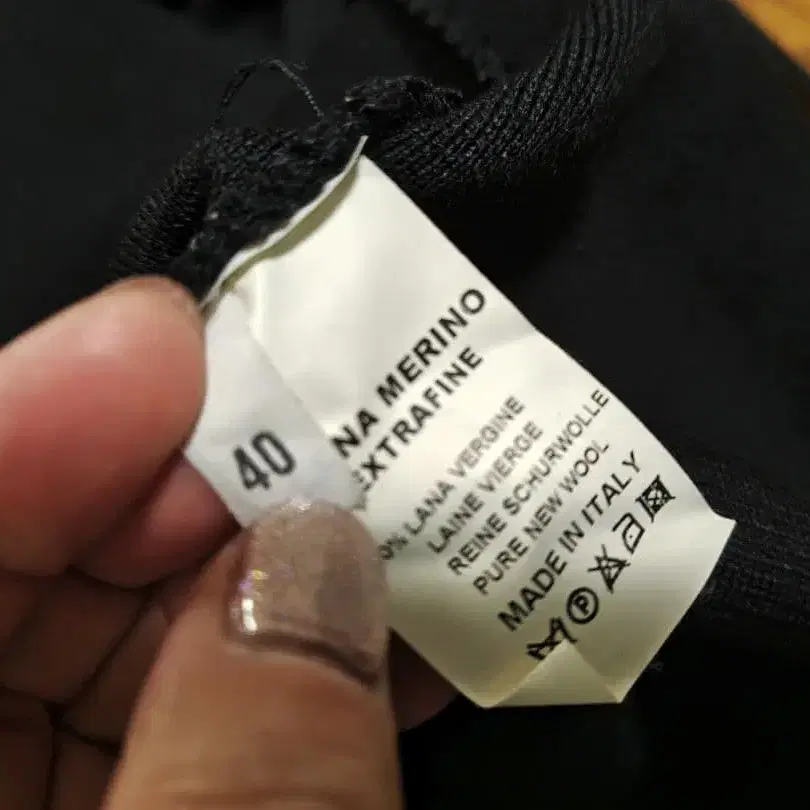 40
NA MERINO
EXTRAFINE
0% LANA VERGINE
LAINE VIERGE
REINE SCHURWOLLE
PURE NEW WOOL
MADE IN ITALY
P